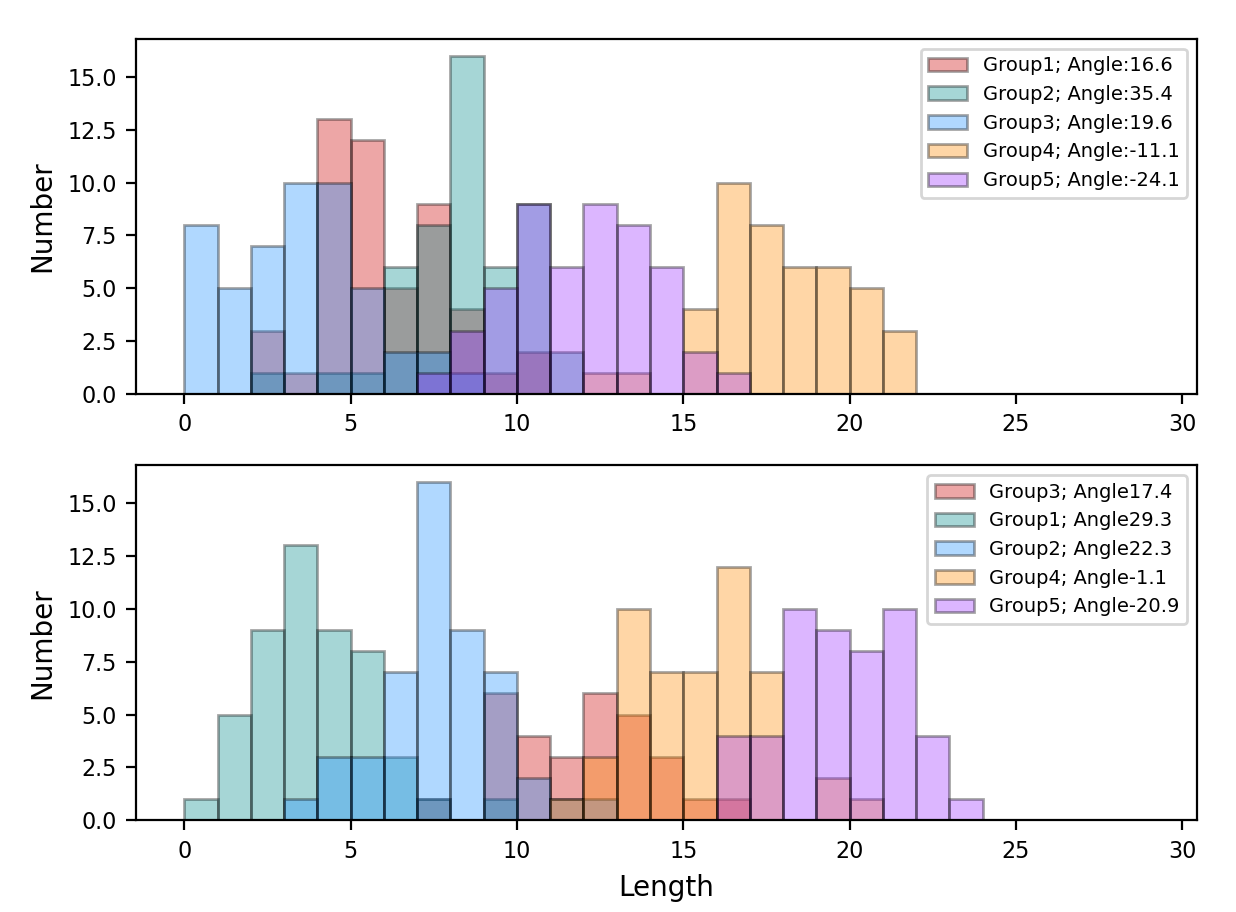 15.0
12.5
10.0
7.5
5.0
2.5
0.0
Number
Group1; Angle:16.6
Group2; Angle:35.4
Group3; Angle:19.6
Group4; Angle:-11.1
Group5; Angle:-24.1
0 5 10 15 20 25 30
15.0
12.5
10.0
7.5
5.0
2.5
0.0
Number
Group3; Angle17.4
Group1; Angle29.3
Group2; Angle22.3
Group4; Angle-1.1
Group5; Angle-20.9
0 5 10 15 20 25 30
Length